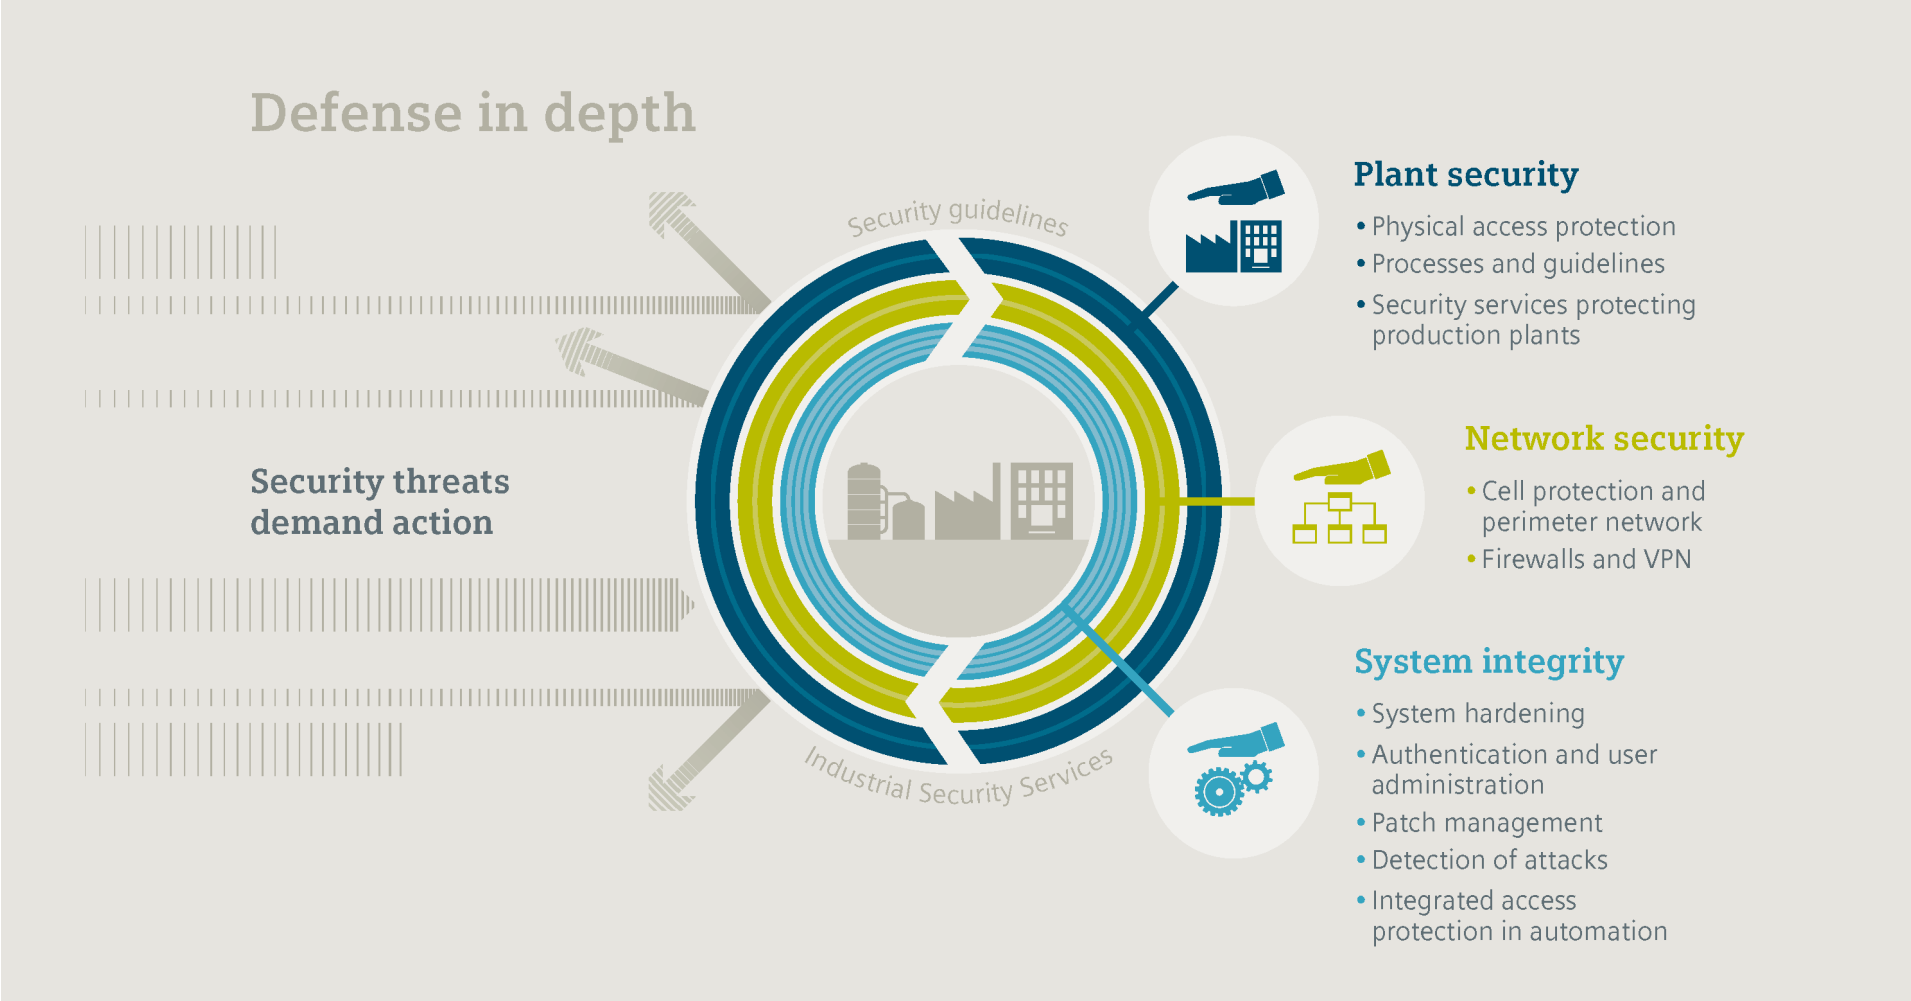 Defense in depth
Security threats
demand action
Security guidelines
Industrial Security Services
Plant security
• Physical access protection
• Processes and guidelines
• Security services protecting
production plants
Network security
• Cell protection and
perimeter network
• Firewalls and VPN
System integrity
• System hardening
• Authentication and user
administration
• Patch management
• Detection of attacks
• Integrated access
protection in automation